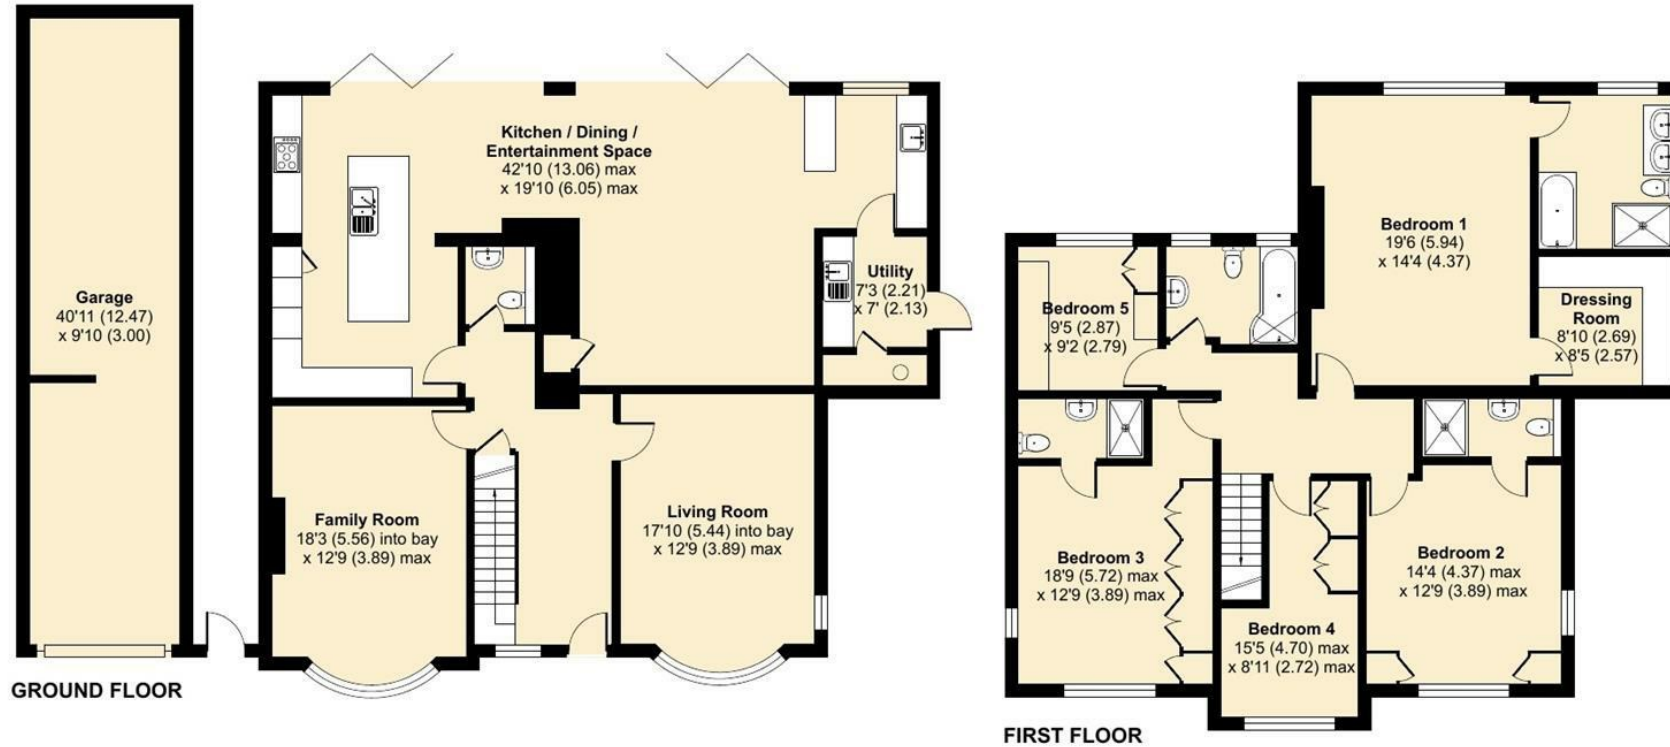 Garage
40'11 (12.47)
x 9'10 (3.00)
Kitchen / Dining /
Entertainment Space
42'10 (13.06) max
x 19'10 (6.05) max
Utility
7'3 (2.21)
x 7' (2.13)
Family Room
18'3 (5.56) into bay
x 12'9 (3.89) max
Living Room
17'10 (5.44) into bay
x 12'9 (3.89) max
GROUND FLOOR
Bedroom 1
19'6 (5.94)
x 14'4 (4.37)
Bedroom 5
9'5 (2.87)
x 9'2 (2.79)
Dressing
Room
8'10 (2.69)
x 8'5 (2.57)
Bedroom 3
18'9 (5.72) max
x 12'9 (3.89) max
Bedroom 2
14'4 (4.37) max
x 12'9 (3.89) max
Bedroom 4
15'5 (4.70) max
x 8'11 (2.72) max
FIRST FLOOR